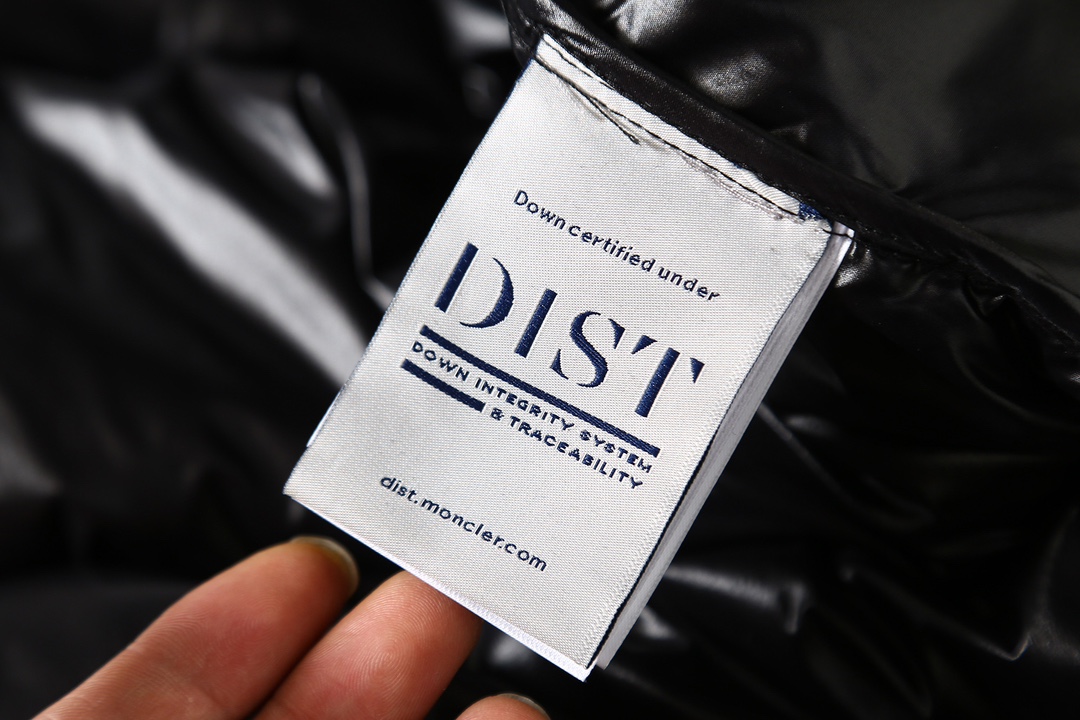 Down certified under
DIST
DOWN INTEGRITY SYSTEM
& TRACEABILITY
dist.moncler.com